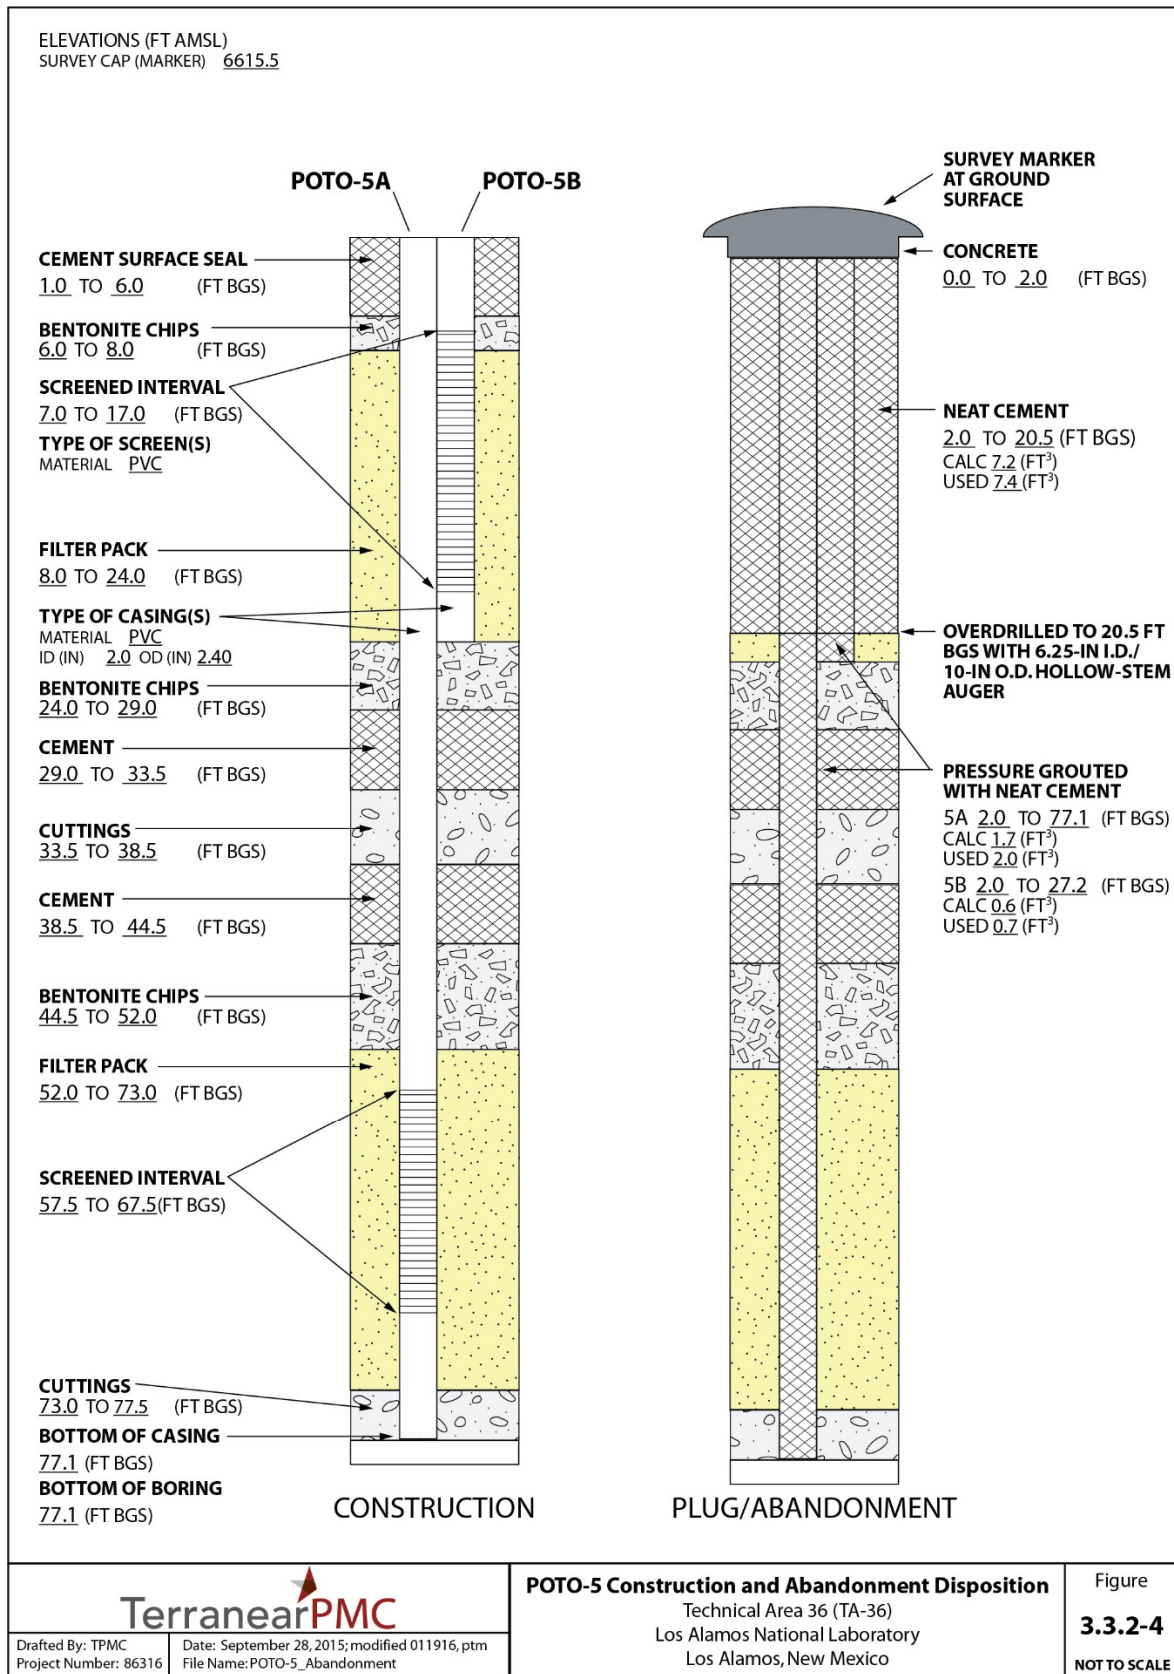 ELEVATIONS (FT AMSL)
SURVEY CAP (MARKER) 6615.5
POTO-5A
POTO-5B
CEMENT SURFACE SEAL
1.0 TO 6.0 (FT BGS)
BENTONITE CHIPS
6.0 TO 8.0 (FT BGS)
SCREENED INTERVAL
7.0 TO 17.0 (FT BGS)
TYPE OF SCREEN(S)
MATERIAL PVC
FILTER PACK
8.0 TO 24.0 (FT BGS)
TYPE OF CASING(S)
MATERIAL PVC
ID (IN) 2.0 OD (IN) 2.40
BENTONITE CHIPS
24.0 TO 29.0 (FT BGS)
CEMENT
29.0 TO 33.5 (FT BGS)
CUTTINGS
33.5 TO 38.5 (FT BGS)
CEMENT
38.5 TO 44.5 (FT BGS)
BENTONITE CHIPS
44.5 TO 52.0 (FT BGS)
FILTER PACK
52.0 TO 73.0 (FT BGS)
SCREENED INTERVAL
57.5 TO 67.5(FT BGS)
CUTTINGS
73.0 TO 77.5 (FT BGS)
BOTTOM OF CASING
77.1 (FT BGS)
BOTTOM OF BORING
77.1 (FT BGS)
CONSTRUCTION
SURVEY MARKER
AT GROUND
SURFACE
CONCRETE
0.0 TO 2.0 (FT BGS)
NEAT CEMENT
2.0 TO 20.5 (FT BGS)
CALC 7.2 (FT³)
USED 7.4 (FT³)
OVERDRILLED TO 20.5 FT
BGS WITH 6.25-IN I.D./
10-IN O.D. HOLLOW-STEM
AUGER
PRESSURE GROUTED
WITH NEAT CEMENT
5A 2.0 TO 77.1 (FT BGS)
CALC 1.7 (FT³)
USED 2.0 (FT³)
5B 2.0 TO 27.2 (FT BGS)
CALC 0.6 (FT³)
USED 0.7 (FT³)
PLUG/ABANDONMENT
TerranearPMC
Drafted By: TPMC
Project Number: 86316
Date: September 28, 2015; modified 011916, ptm
File Name: POTO-5_Abandonment
POTO-5 Construction and Abandonment Disposition
Technical Area 36 (TA-36)
Los Alamos National Laboratory
Los Alamos, New Mexico
Figure
3.3.2-4
NOT TO SCALE